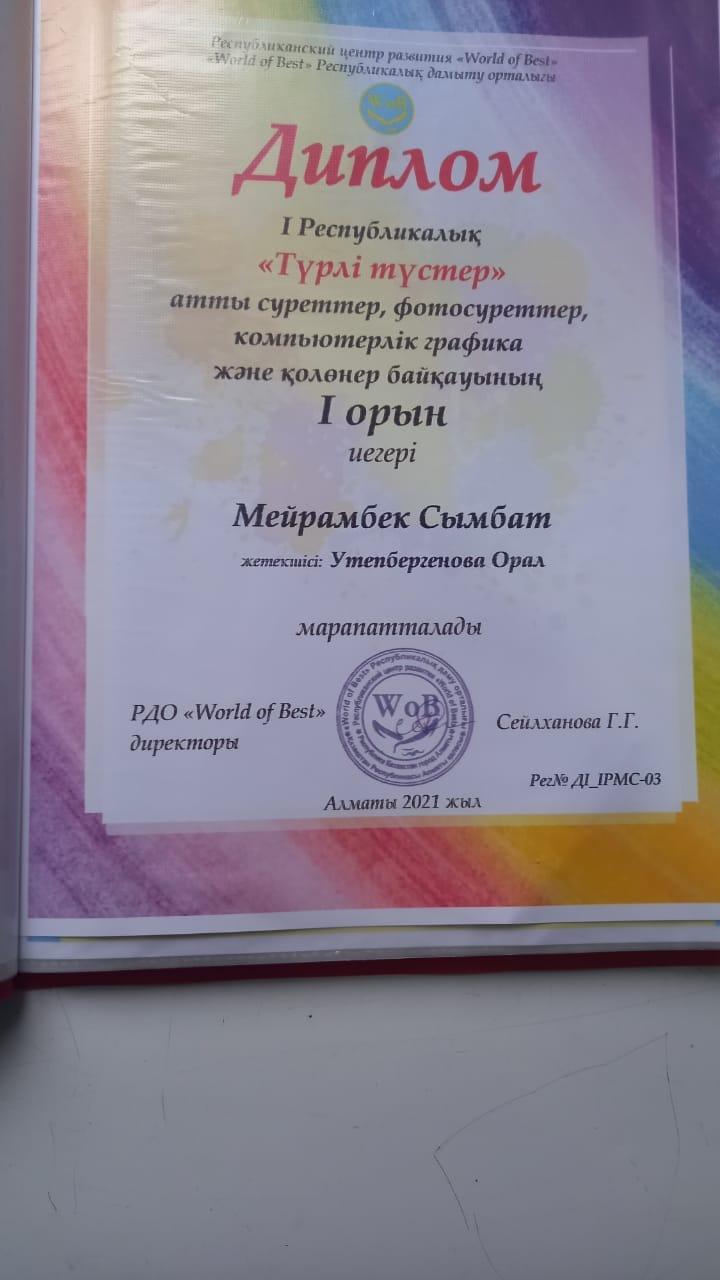 Республиканский центр развития «World of Best»
«World of Best» Республикалық дамыту орталығы
WoB
Диплом
I Республикалық
«Түрлі түстер»
атты суреттер, фотосуреттер,
компьютерлік графика
және қолөнер байқауының
I орын
иегері
Мейрамбек Сымбат
жетекшісі: Утепбергенова Орал
марапатталады
РДО «World of Best»
директоры
WoB
Сейлханова Г.Г.
Рег№ ДІ_ІРМС-03
Алматы 2021 жыл